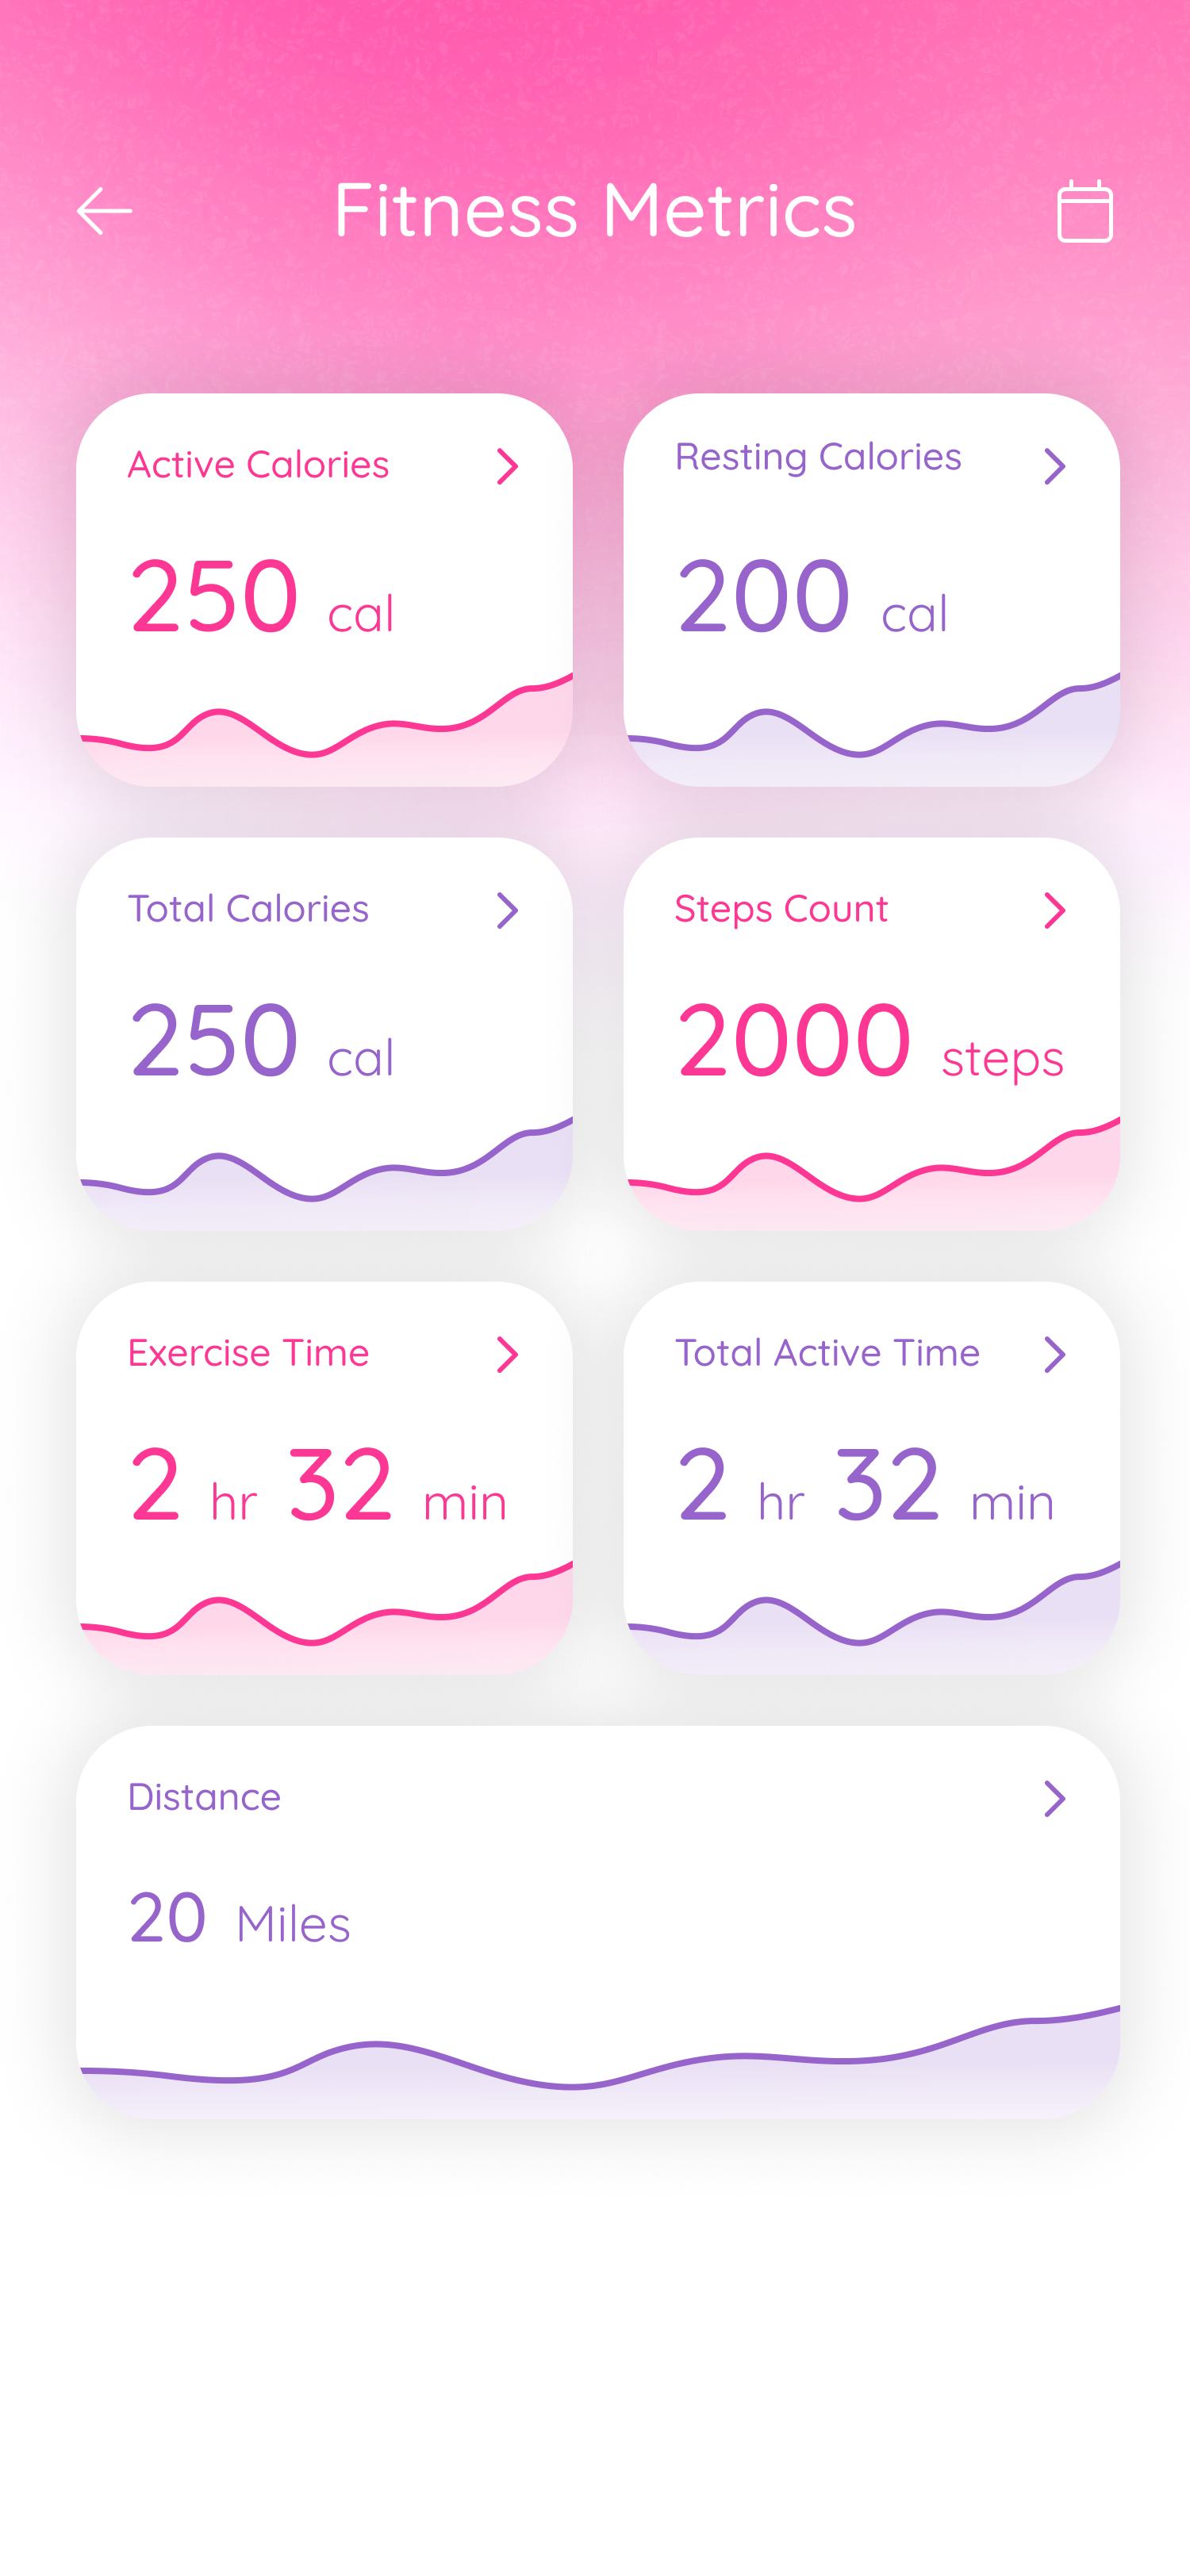 Fitness Metrics
Active Calories
250 cal
Resting Calories
200 cal
Total Calories
250 cal
Steps Count
2000 steps
Exercise Time
2 hr 32 min
Total Active Time
2 hr 32 min
Distance
20 Miles